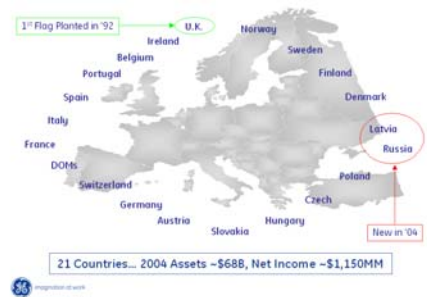 1st Flag Planted in '92
U.K.
Norway
Ireland
Sweden
Belgium
Finland
Portugal
Denmark
Spain
Italy
Latvia
France
Russia
DOMs
Poland
Switzerland
Czech
Germany
Austria
Hungary
Slovakia
New in '04
21 Countries... 2004 Assets ~$68B, Net Income ~$1,150MM
imagination at work